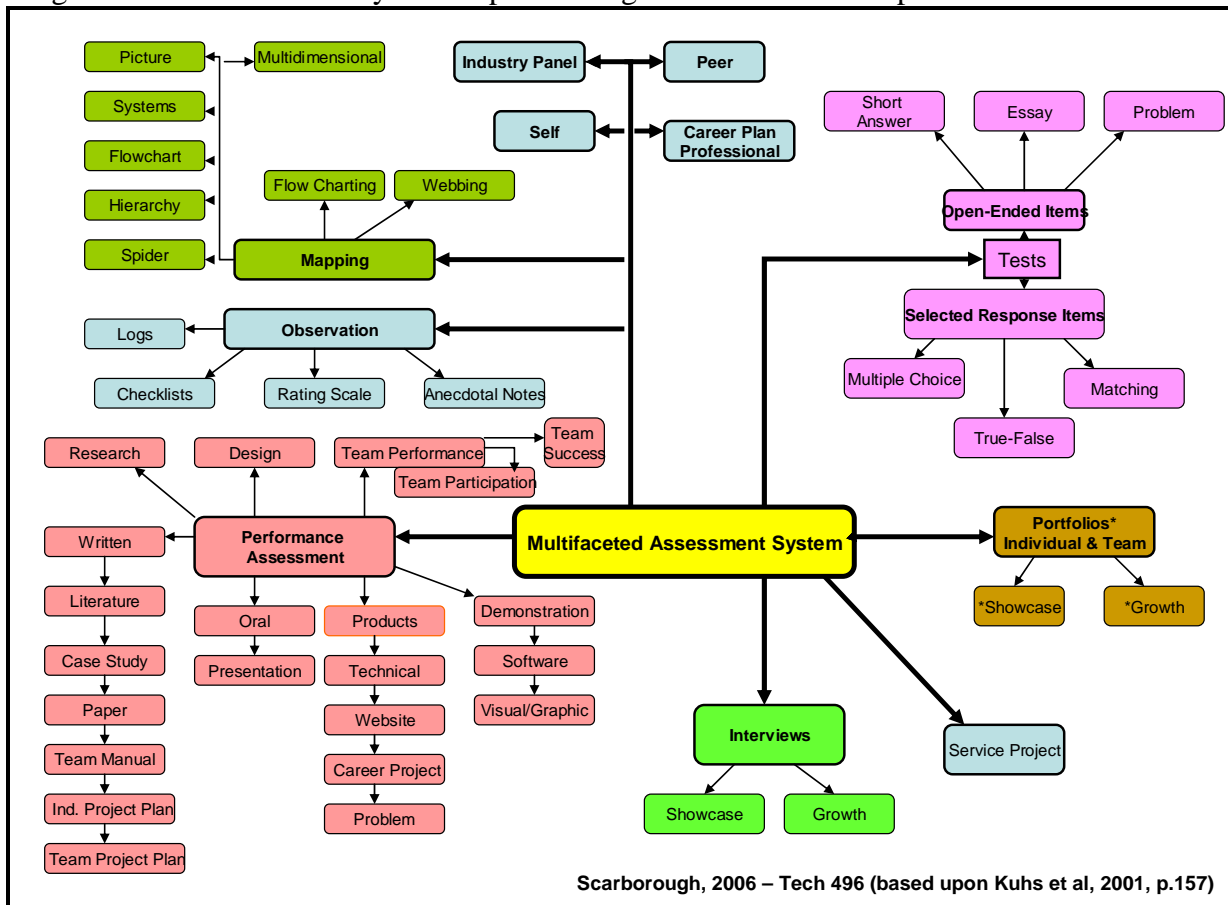 Picture
Multidimensional
Industry Panel
Peer
Systems
Self
Career Plan
Professional
Short
Answer
Essay
Problem
Flowchart
Flow Charting
Webbing
Hierarchy
Open-Ended Items
Spider
Mapping
Tests
Logs
Observation
Selected Response Items
Checklists
Rating Scale
Anecdotal Notes
Multiple Choice
Matching
True-False
Research
Design
Team Performance
Team
Success
Team Participation
Written
Performance
Assessment
Multifaceted Assessment System
Portfolios*
Individual & Team
Literature
Oral
Products
Demonstration
*Showcase
*Growth
Case Study
Presentation
Technical
Software
Paper
Website
Visual/Graphic
Team Manual
Career Project
Interviews
Service Project
Ind. Project Plan
Problem
Showcase
Growth
Team Project Plan
Scarborough, 2006 – Tech 496 (based upon Kuhs et al, 2001, p.157)